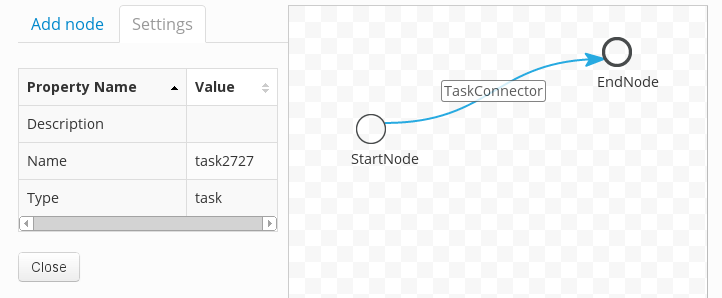 Add node Settings
Property Name Value
Description
Name task2727
Type task
Close
TaskConnector
EndNode
StartNode